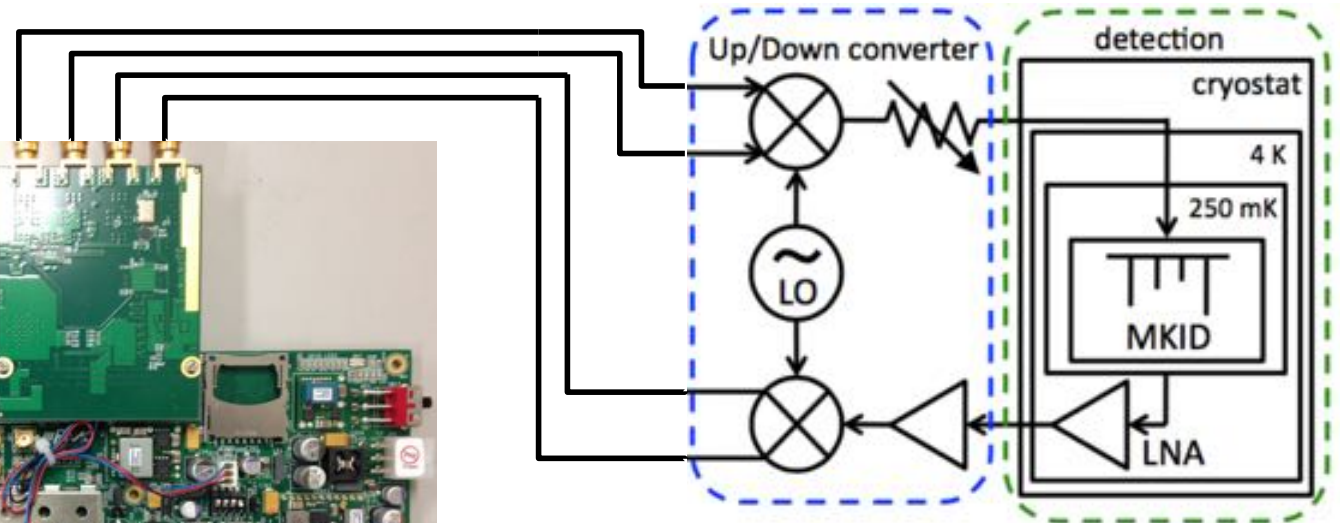 Up/Down converter
detection
cryostat
4 K
250 mK
LO
MKID
LNA